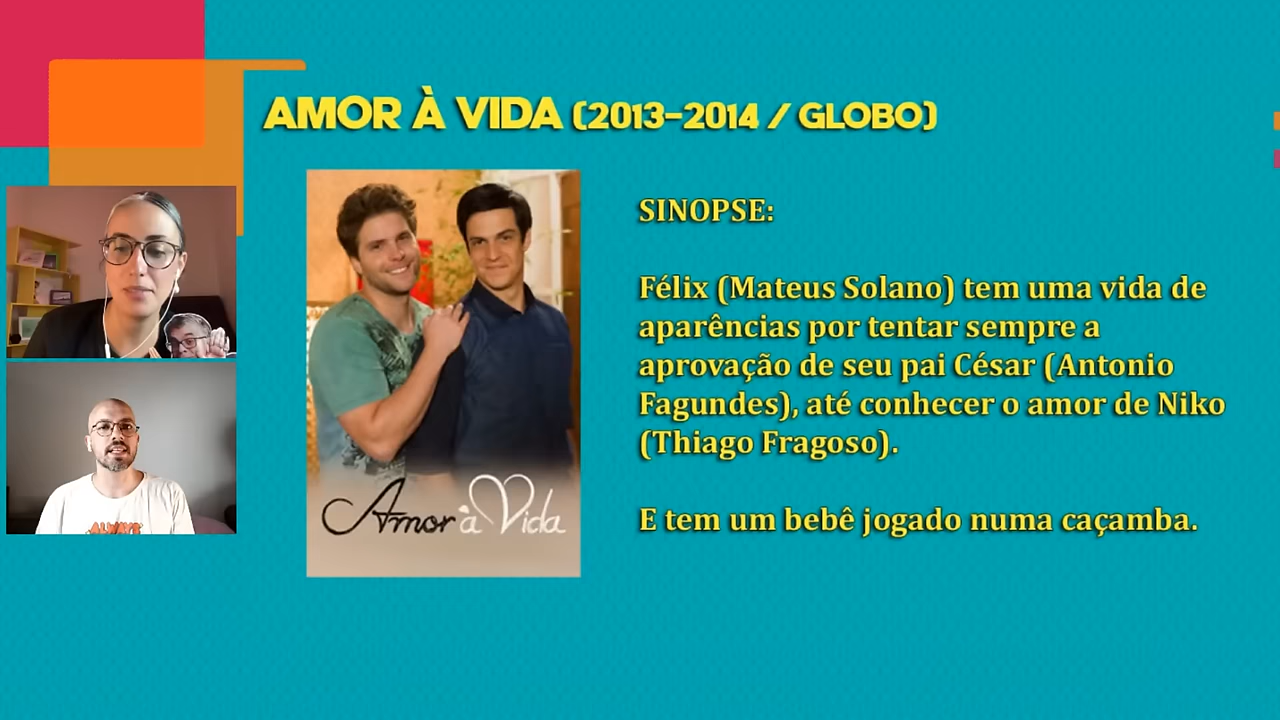 AMOR À VIDA (2013-2014 / GLOBO)
SINOPSE:
Félix (Mateus Solano) tem uma vida de
aparências por tentar sempre a
aprovação de seu pai César (Antonio
Fagundes), até conhecer o amor de Niko
(Thiago Fragoso).
E tem um bebê jogado numa caçamba.
Amor à Vida
ALWAYS